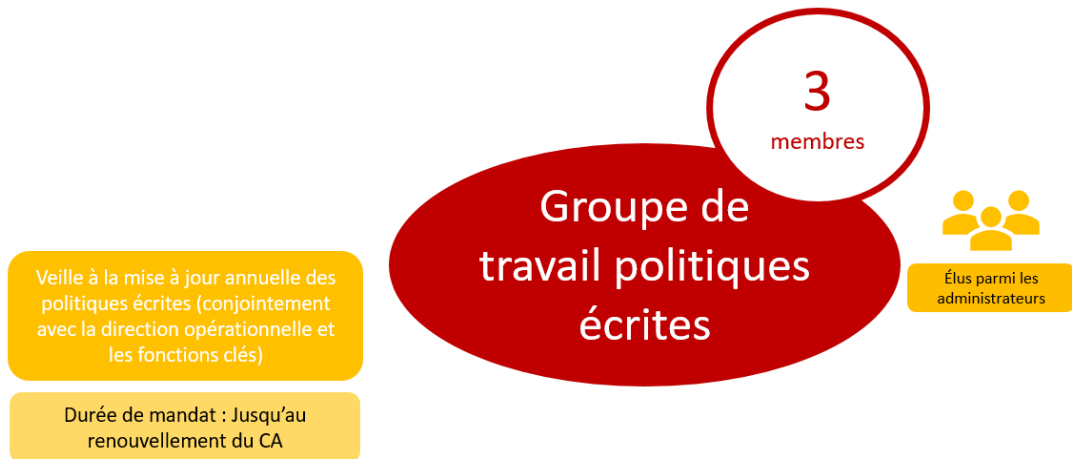 3
membres
Groupe de
travail politiques
écrites
Élus parmi les
administrateurs
Veille à la mise à jour annuelle des
politiques écrites (conjointement
avec la direction opérationnelle et
les fonctions clés)
Durée de mandat : Jusqu’au
renouvellement du CA